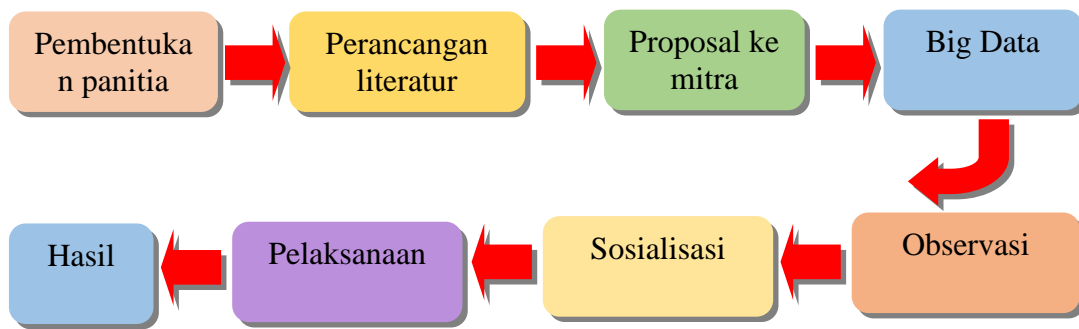 Pembentuka
n panitia
Perancangan
literatur
Proposal ke
mitra
Big Data
Observasi
Sosialisasi
Pelaksanaan
Hasil